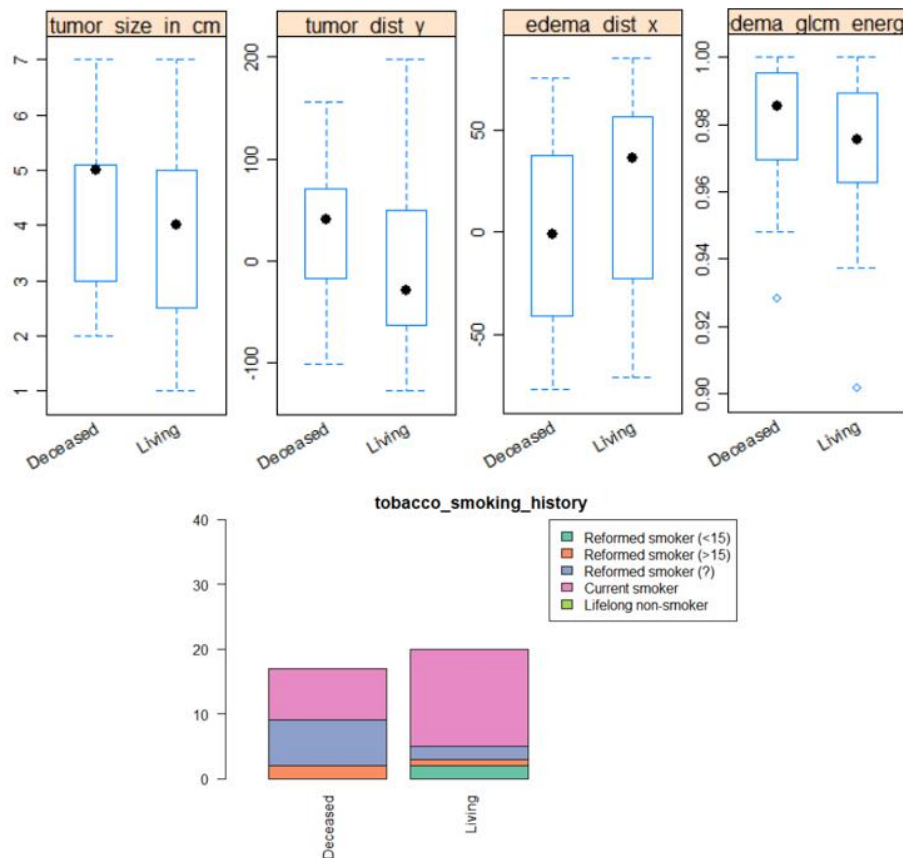 tumor_size_in_cm
tumor_dist_y
edema_dist_x
dema_glcm_energ
7
6
5
4
3
2
1
Deceased
Living
200
100
0
-100
Deceased
Living
50
0
-50
Deceased
Living
1.00
0.98
0.96
0.94
0.92
0.90
Deceased
Living
tobacco_smoking_history
40
30
20
10
0
Reformed smoker (<15)
Reformed smoker (>15)
Reformed smoker (?)
Current smoker
Lifelong non-smoker
Deceased
Living